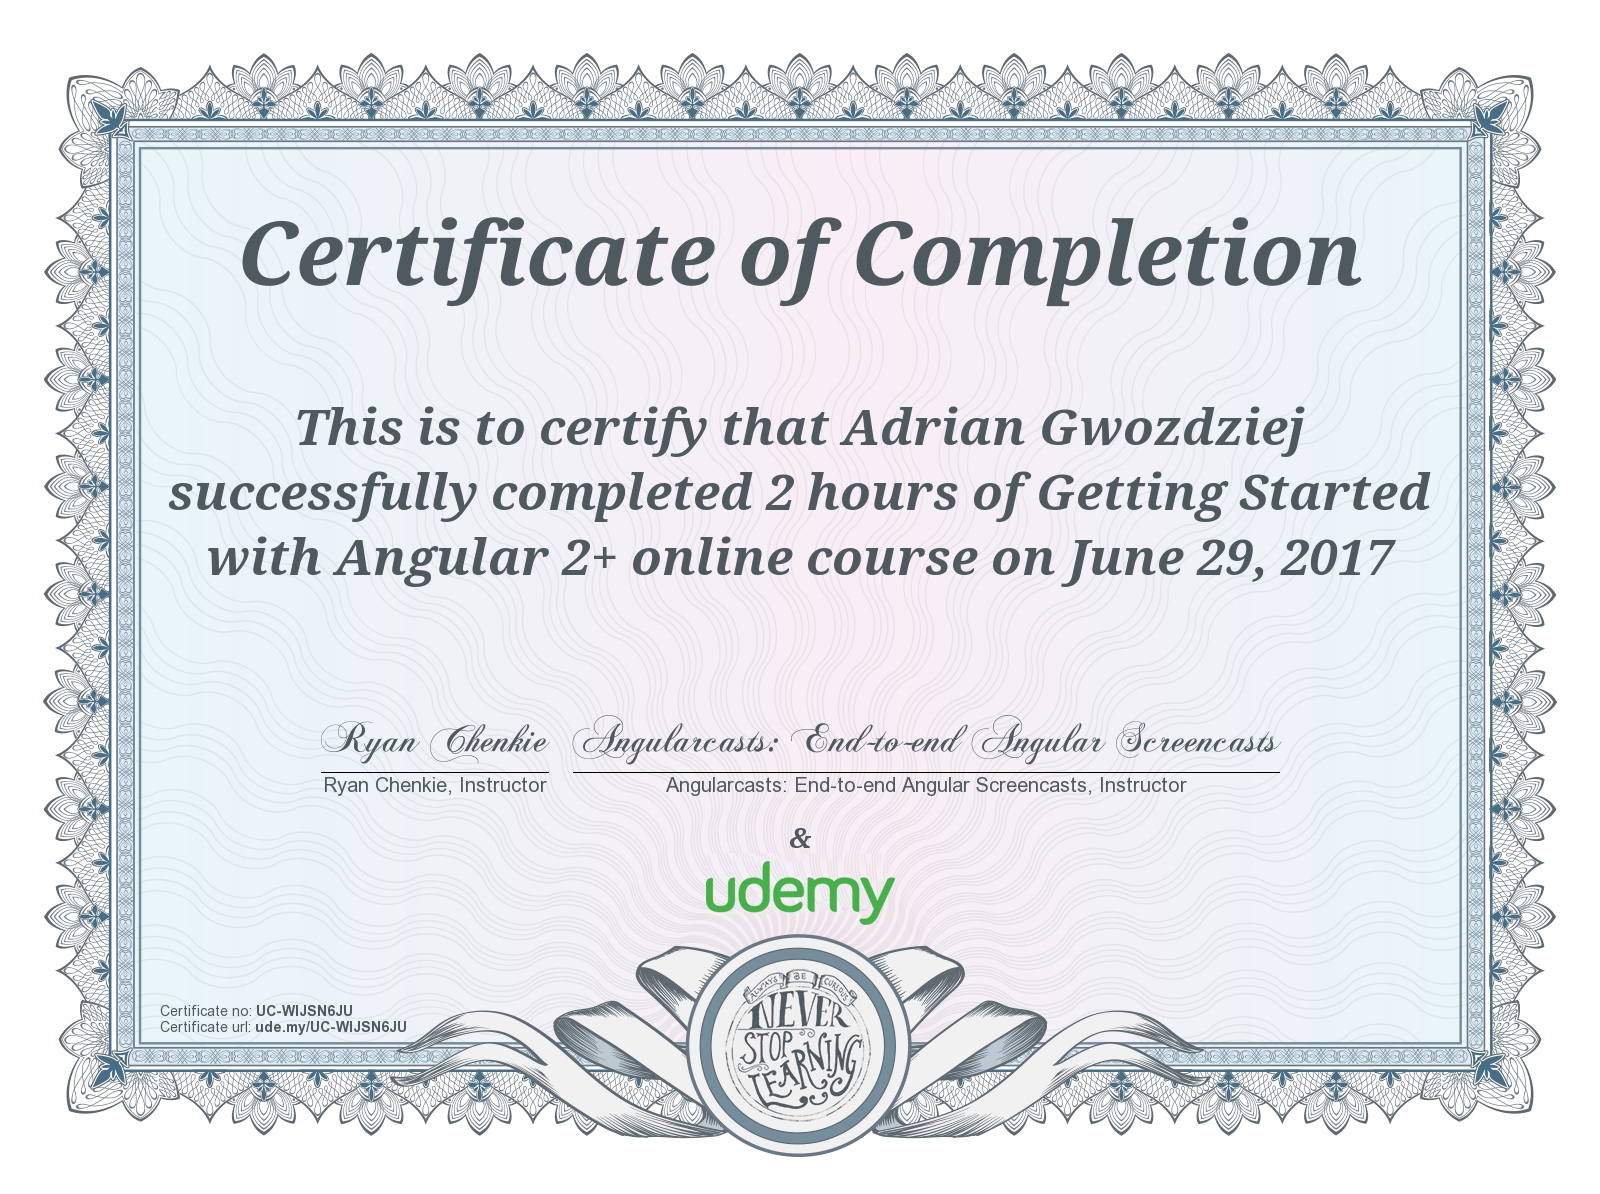 Certificate of Completion
This is to certify that Adrian Gwozdziej
successfully completed 2 hours of Getting Started
with Angular 2+ online course on June 29, 2017
Ryan Chenkie
Ryan Chenkie, Instructor
Angularcasts: End-to-end Angular Screencasts
Angularcasts: End-to-end Angular Screencasts, Instructor
&
udemy
Certificate no: UC-WIJSN6JU
Certificate url: ude.my/UC-WIJSN6JU
ALWAYS BE CURIOUS
NEVER
STOP
LEARNING